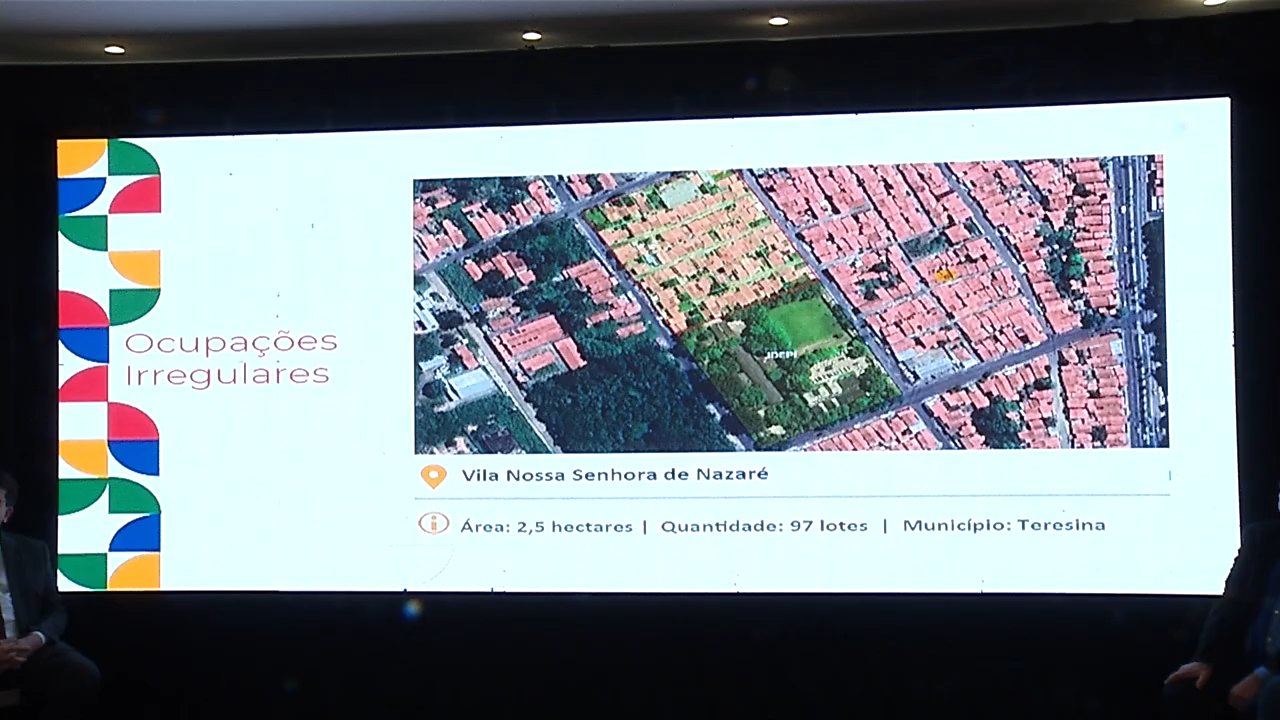 Ocupações
Irregulares
IDEPI
Vila Nossa Senhora de Nazaré
Área: 2,5 hectares | Quantidade: 97 lotes | Município: Teresina